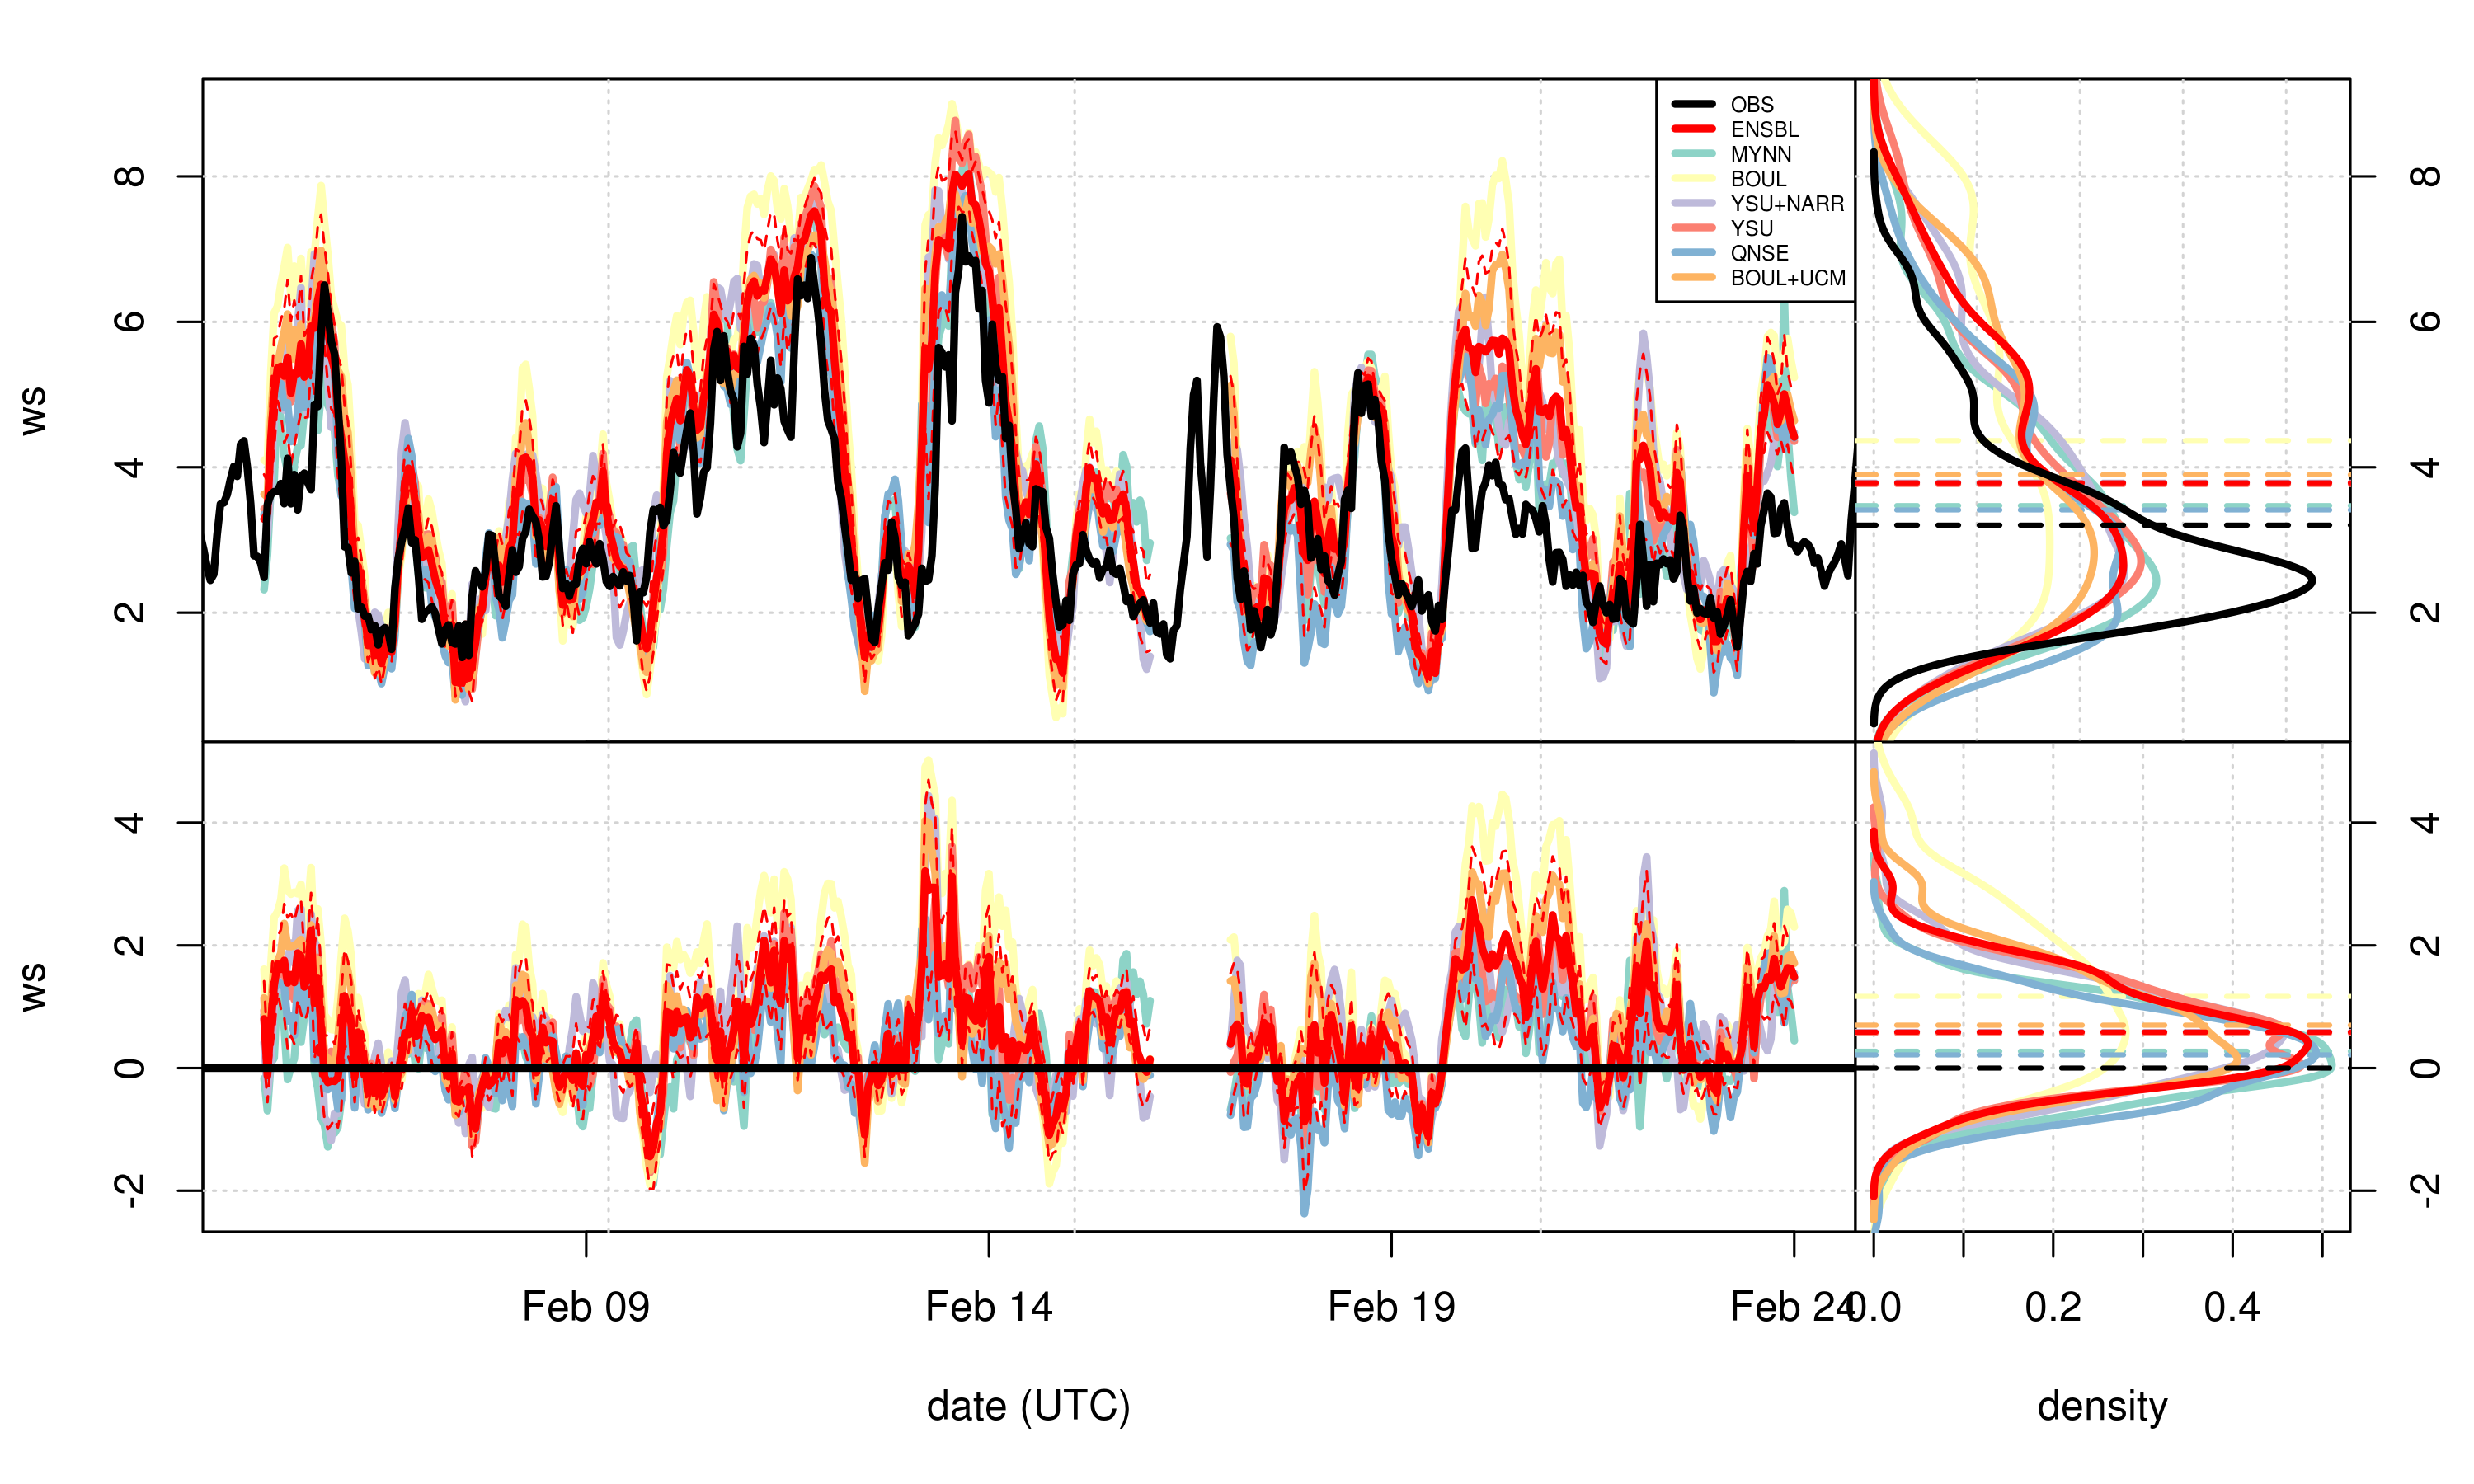 OBS
ENSBL
MYNN
BOUL
YSU+NARR
YSU
QNSE
BOUL+UCM
8
6
4
2
ws
8
6
4
2
4
2
0
-2
ws
4
2
0
-2
Feb 09 Feb 14 Feb 19 Feb 24 0.0 0.2 0.4
date (UTC) density